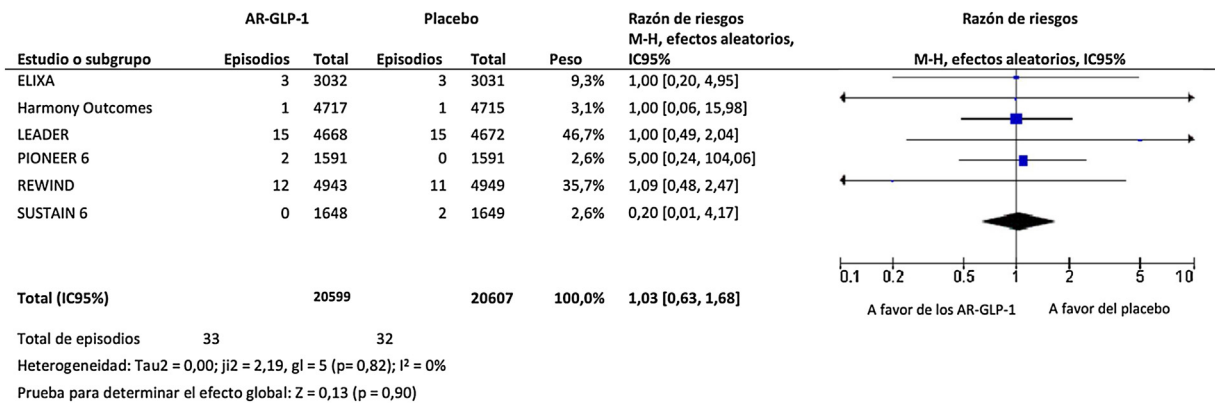 AR-GLP-1 Placebo Razón de riesgos Razón de riesgos
M-H, efectos aleatorios,
Estudio o subgrupo Episodios Total Episodios Total Peso IC95% M-H, efectos aleatorios, IC95%
ELIXA 3 3032 3 3031 9,3% 1,00 [0,20, 4,95]
Harmony Outcomes 1 4717 1 4715 3,1% 1,00 [0,06, 15,98]
LEADER 15 4668 15 4672 46,7% 1,00 [0,49, 2,04]
PIONEER 6 2 1591 0 1591 2,6% 5,00 [0,24, 104,06]
REWIND 12 4943 11 4949 35,7% 1,09 [0,48, 2,47]
SUSTAIN 6 0 1648 2 1649 2,6% 0,20 [0,01, 4,17]
0.1 0.2 0.5 1 2 5 10
Total (IC95%) 20599 20607 100,0% 1,03 [0,63, 1,68]
A favor de los AR-GLP-1 A favor del placebo
Total de episodios 33 32
Heterogeneidad: Tau2 = 0,00; ji2 = 2,19, gl = 5 (p= 0,82); I² = 0%
Prueba para determinar el efecto global: Z = 0,13 (p = 0,90)